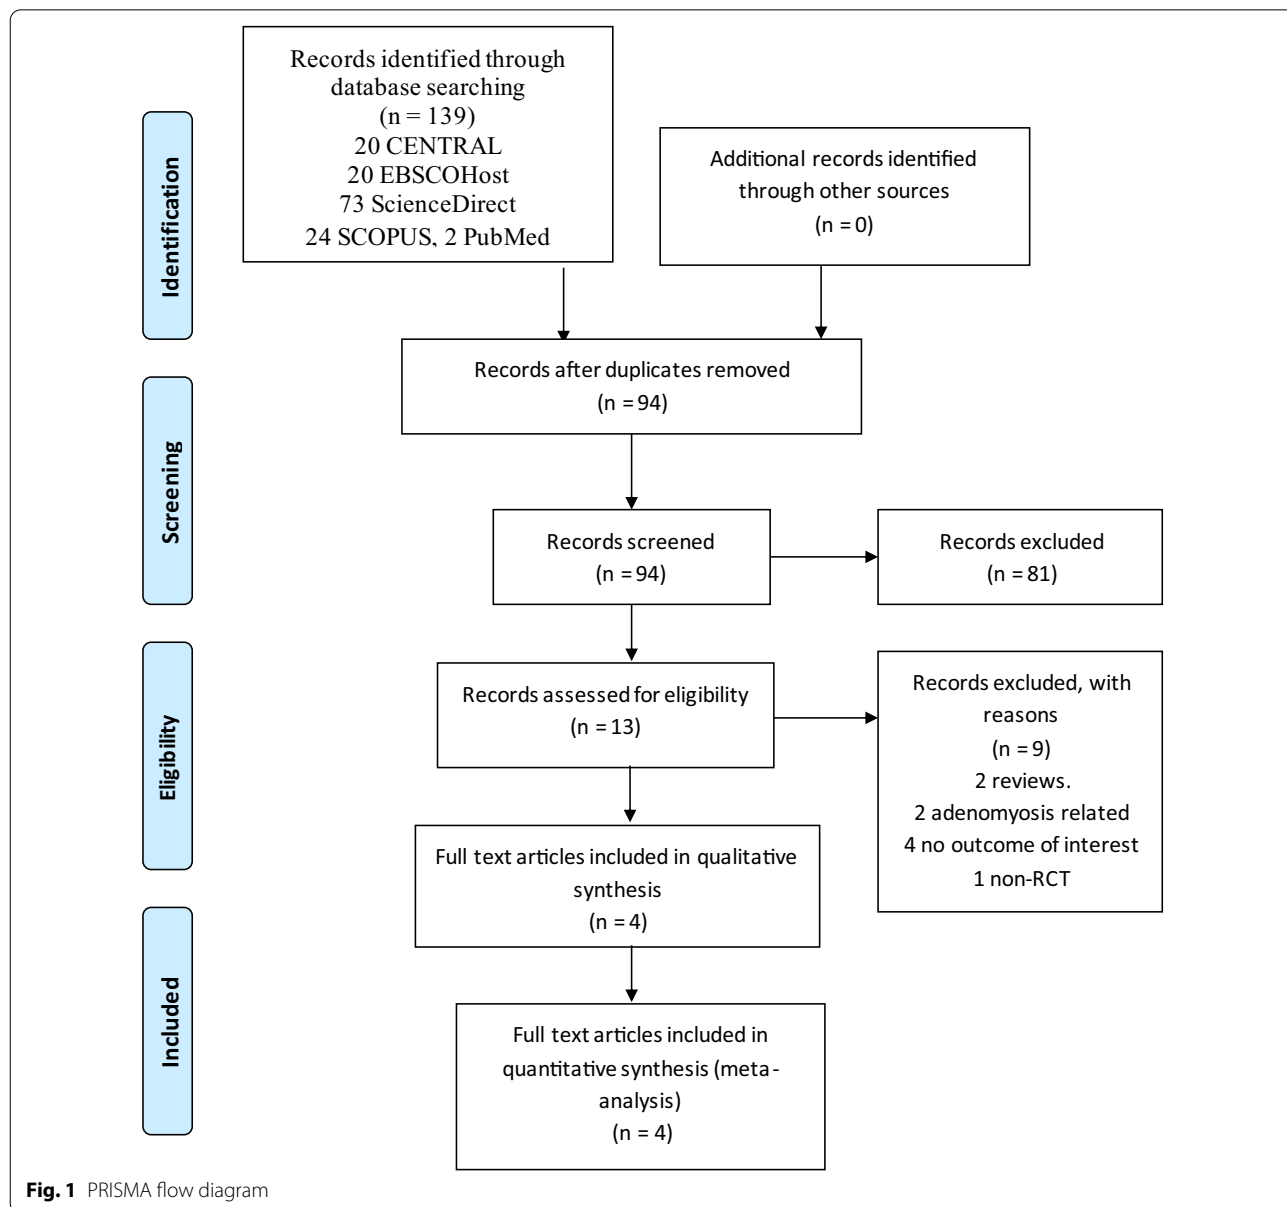 Records identified through
database searching
(n = 139)
20 CENTRAL
20 EBSCOHost
73 ScienceDirect
24 SCOPUS, 2 PubMed
Additional records identified
through other sources
(n = 0)
Identification
Records after duplicates removed
(n = 94)
Screening
Records screened
(n = 94)
Records excluded
(n = 81)
Eligibility
Records assessed for eligibility
(n = 13)
Records excluded, with
reasons
(n = 9)
2 reviews.
2 adenomyosis related
4 no outcome of interest
1 non-RCT
Full text articles included in qualitative
synthesis
(n = 4)
Included
Full text articles included in
quantitative synthesis (meta-
analysis)
(n = 4)
Fig. 1 PRISMA flow diagram